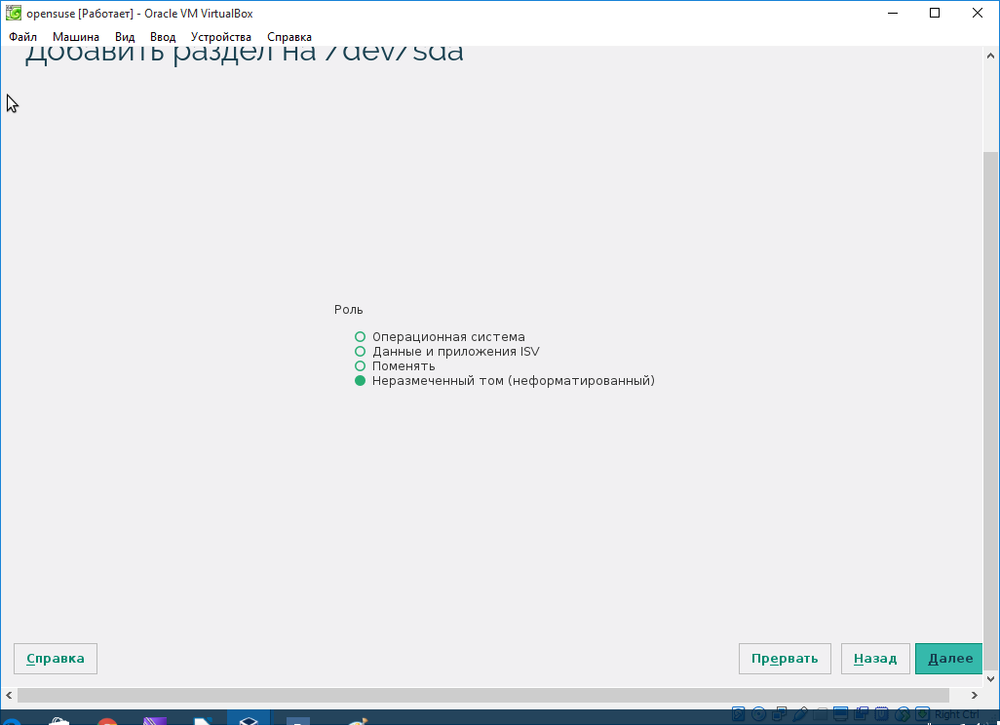 opensuse [Работает] - Oracle VM VirtualBox
Файл Машина Вид Ввод Устройства Справка
Добавить раздел на /dev/sda
Роль
Операционная система
Данные и приложения ISV
Поменять
Неразмеченный том (неформатированный)
Справка Прервать Назад Далее
Right Ctrl